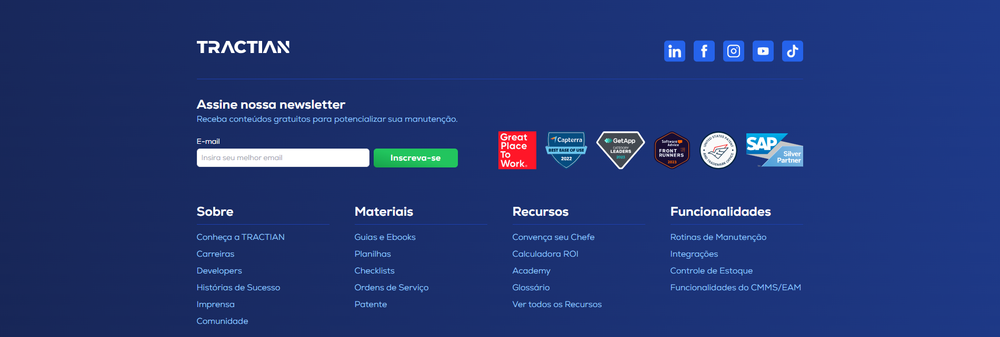 TRACTIAN
Assine nossa newsletter
Receba conteúdos gratuitos para potencializar sua manutenção.
E-mail
Insira seu melhor email
Inscreva-se
Great
Place
To
Work®
Capterra
BEST EASE OF USE
2022
GetApp
CATEGORY
LEADERS
2023
Software
Advice
FRONT
RUNNERS
2023
UNITED STATES PATENT
AND TRADEMARK OFFICE
SAP
Silver
Partner
Sobre
Conheça a TRACTIAN
Carreiras
Developers
Histórias de Sucesso
Imprensa
Comunidade
Materiais
Guias e Ebooks
Planilhas
Checklists
Ordens de Serviço
Patente
Recursos
Convença seu Chefe
Calculadora ROI
Academy
Glossário
Ver todos os Recursos
Funcionalidades
Rotinas de Manutenção
Integrações
Controle de Estoque
Funcionalidades do CMMS/EAM